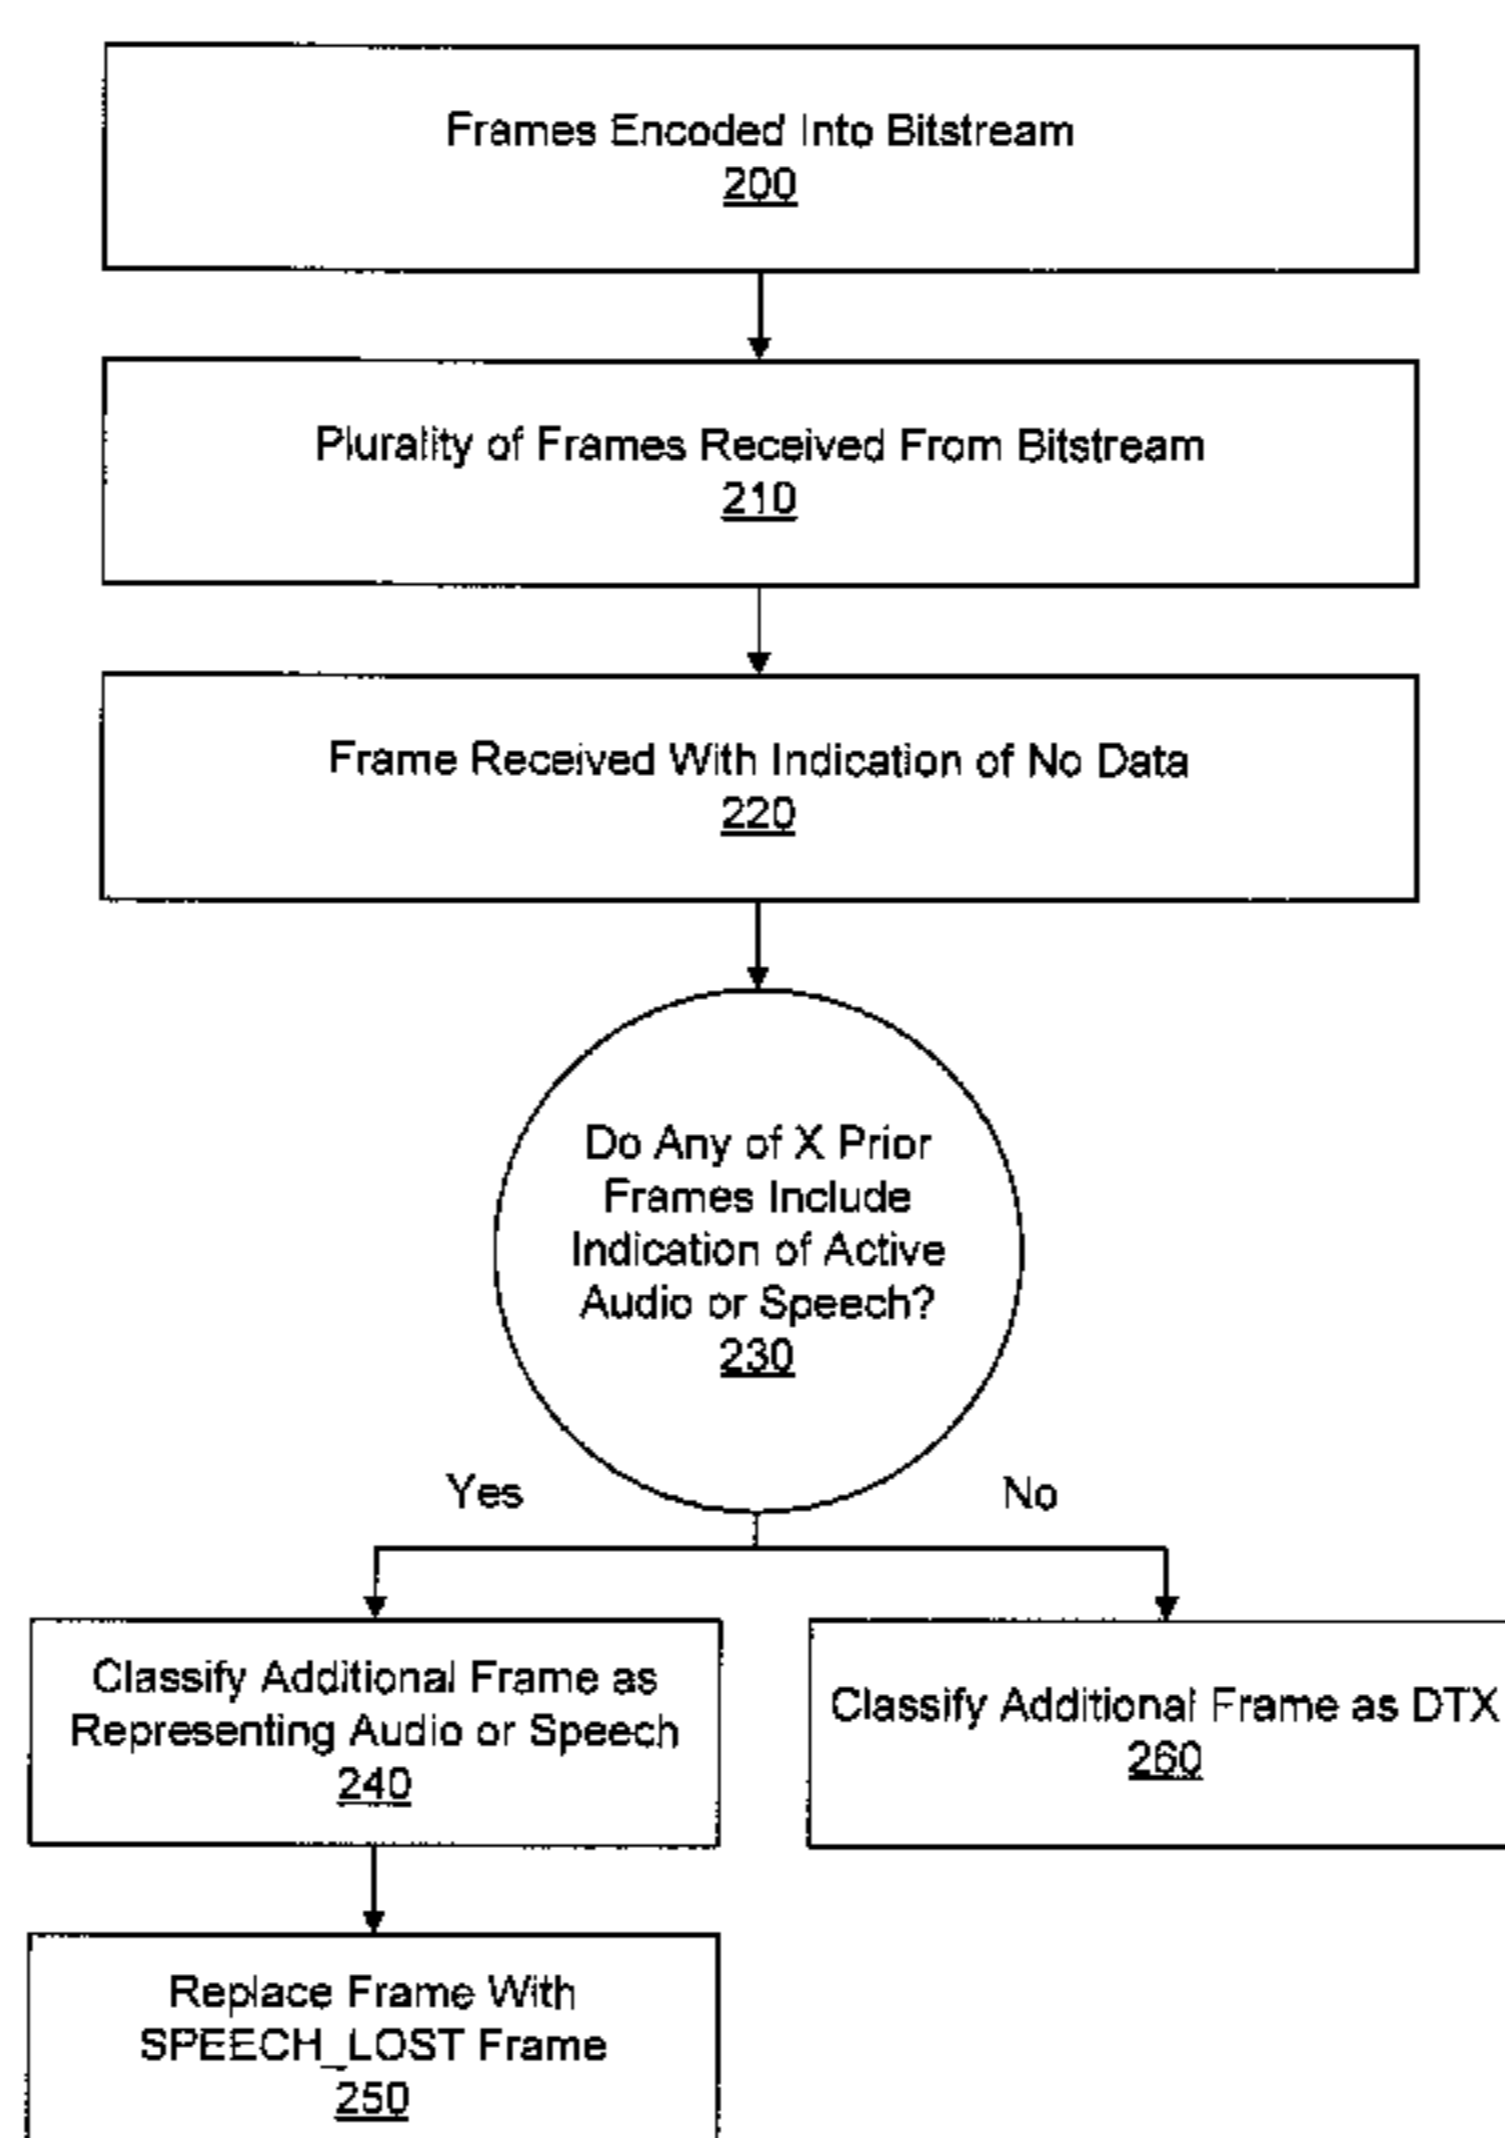 Frames Encoded Into Bitstream
200
Plurality of Frames Received From Bitstream
210
Frame Received With Indication of No Data
220
Do Any of X Prior
Frames Include
Indication of Active
Audio or Speech?
230
Yes
No
Classify Additional Frame as
Representing Audio or Speech
240
Classify Additional Frame as DTX
260
Replace Frame With
SPEECH_LOST Frame
250